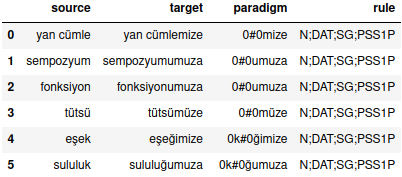 source target paradigm rule
0 yan cümle yan cümlemize 0#0mize N;DAT;SG;PSS1P
1 sempozyum sempozyumumuza 0#0umuza N;DAT;SG;PSS1P
2 fonksiyon fonksiyonumuza 0#0umuza N;DAT;SG;PSS1P
3 tütsü tütsümüze 0#0müze N;DAT;SG;PSS1P
4 eşek eşeğimize 0k#0ğimize N;DAT;SG;PSS1P
5 sululuk sululuğumuza 0k#0ğumuza N;DAT;SG;PSS1P